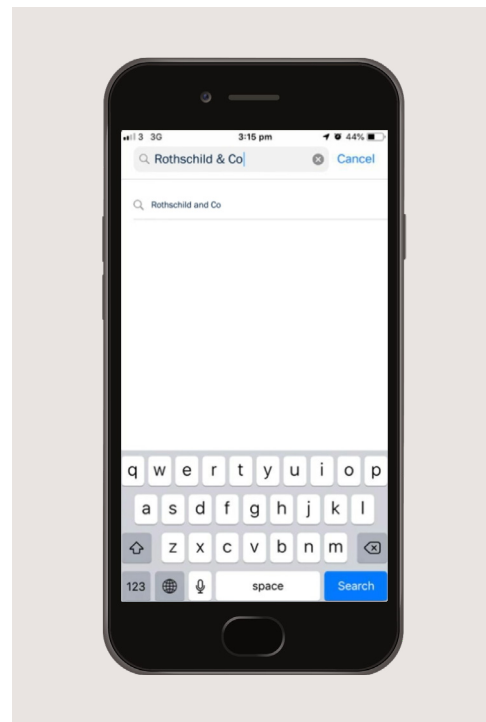 3 3G 3:15 pm 44%
Rothschild & Co Cancel
Rothschild and Co
q w e r t y u i o p
a s d f g h j k l
z x c v b n m
123 space Search